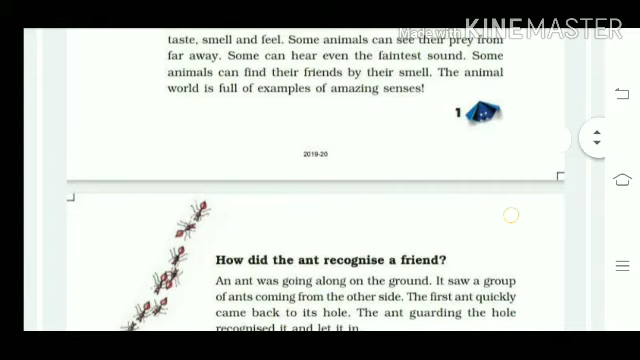 Made with KINEMASTER
taste, smell and feel. Some animals can see their prey from
far away. Some can hear even the faintest sound. Some
animals can find their friends by their smell. The animal
world is full of examples of amazing senses!
1
2019-20
How did the ant recognise a friend?
An ant was going along on the ground. It saw a group
of ants coming from the other side. The first ant quickly
came back to its hole. The ant guarding the hole
recognised it and let it in.